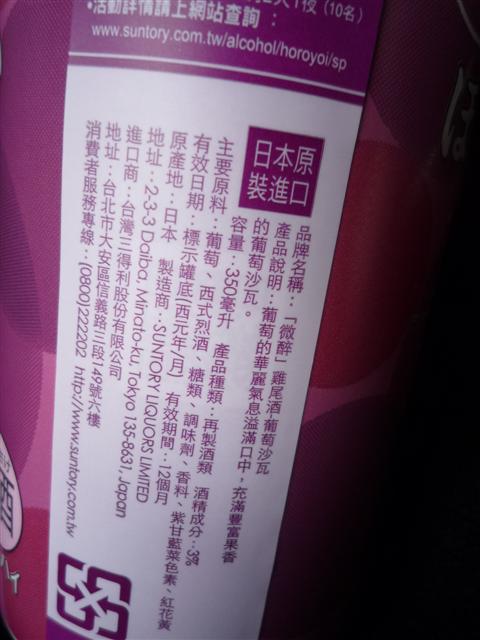 •活動詳情請上網站查詢：
www.suntory.com.tw/alcohol/horoyoi/sp
日本原
裝進口
品牌名稱：「微醉」雞尾酒-葡萄沙瓦
產品說明：葡萄的華麗氣息溢滿口中，充滿豐富果香
的葡萄沙瓦。
容量：350毫升 產品種類：再製酒類 酒精成分：3%
主要原料：葡萄、西式烈酒、糖類、調味劑、香料、紫甘藍菜色素、紅花黃
有效日期：標示罐底(西元年/月) 有效期間：12個月
原產地：日本 製造商：SUNTORY LIQUORS LIMITED
地址：2-3-3 Daiba, Minato-ku, Tokyo 135-8631, Japan
進口商：台灣三得利股份有限公司
地址：台北市大安區信義路三段149號六樓
消費者服務專線：(0800)222202 http://www.suntory.com.tw
ほ